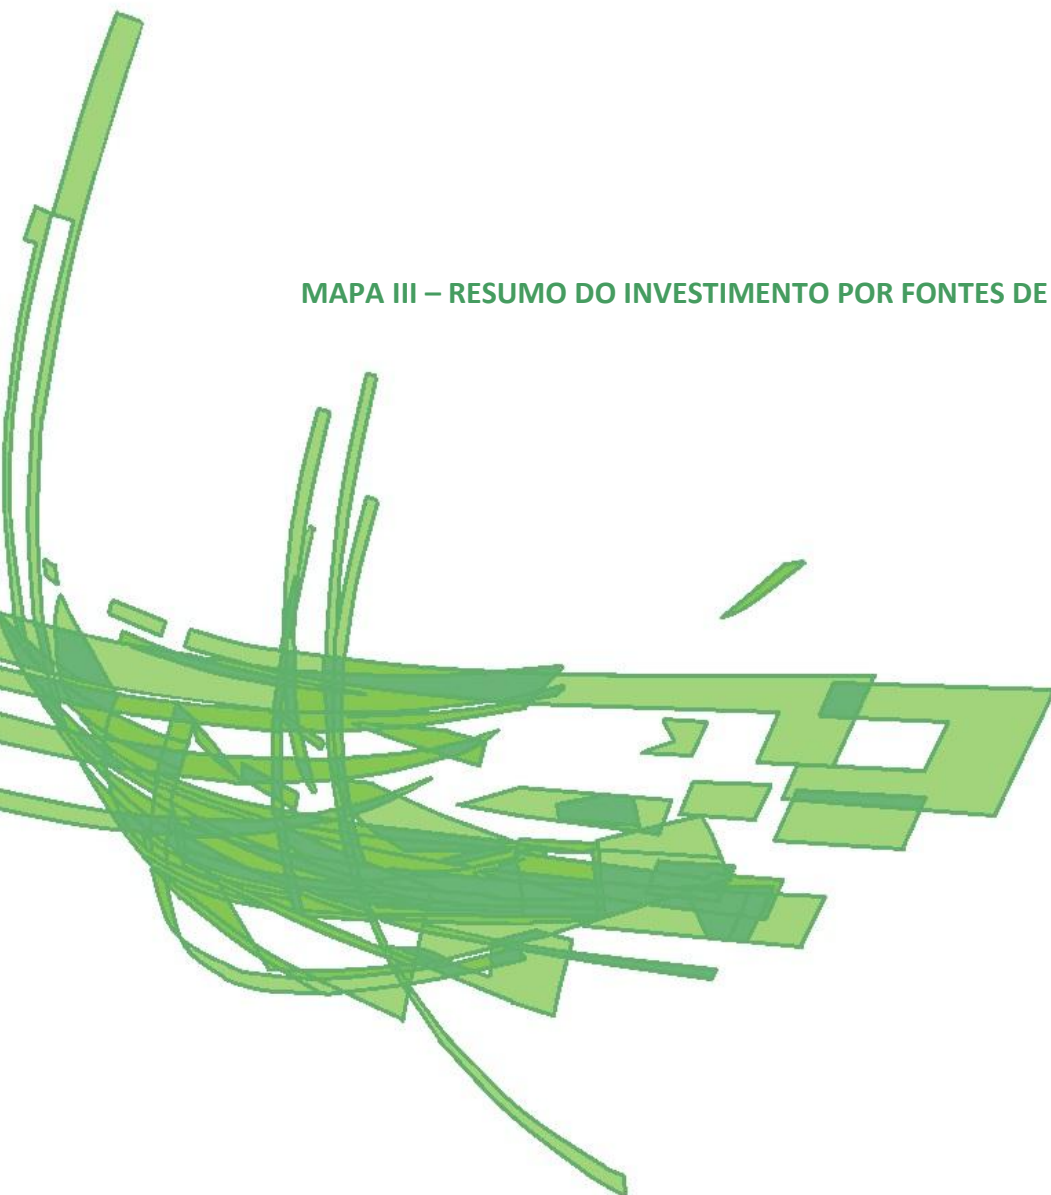 MAPA III – RESUMO DO INVESTIMENTO POR FONTES DE